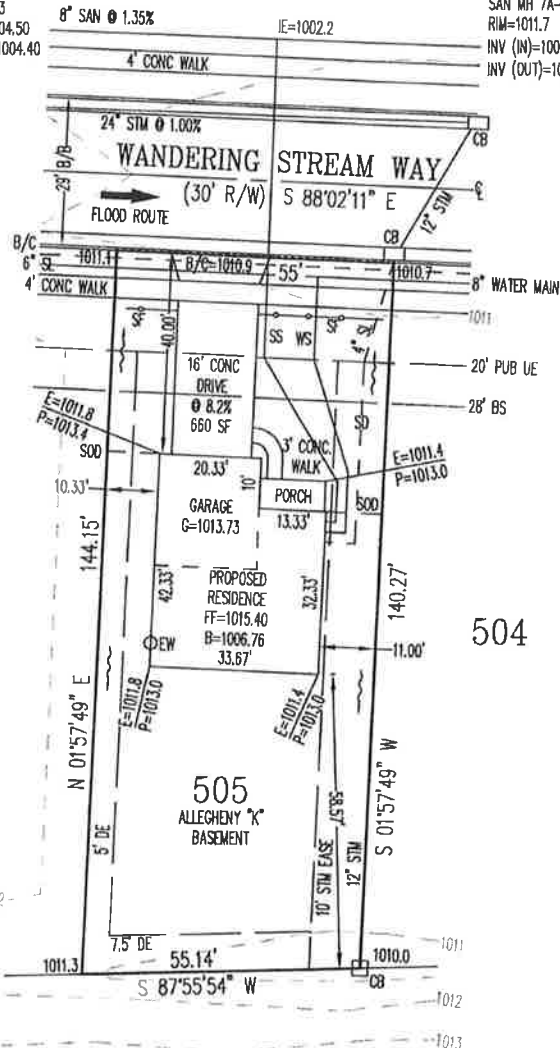 8" SAN @ 1.35%
04.50
1004.40
IE=1002.2
RIM=1011.7
4' CONC WALK
24" STM @ 1.00%
CB
29' B/B
WANDERING STREAM WAY
(30' R/W) S 88°02'11" E
FLOOD ROUTE
12" STM
CB
B/C
1011.1
B/C=1010.9
55'
1010.7
6" SL
8" WATER MAIN
4' CONC WALK
1011
40.00'
SS WS
16' CONC
DRIVE
@ 8.2%
660 SF
20' PUB UE
28' BS
E=1011.8
P=1013.4
SD
SOD
3' CONC.
WALK
E=1011.4
P=1013.0
20.33'
10'
PORCH
10.33'
GARAGE
G=1013.73
13.33'
SOD
144.15'
42.33'
PROPOSED
RESIDENCE
FF=1015.40
B=1006.76
33.67'
32.33'
140.27'
504
EW
11.00'
E=1011.8
P=1013.0
E=1011.4
P=1013.0
N 01°57'49" E
S 01°57'49" W
505
ALLEGHENY "K"
BASEMENT
58.57'
5' DE
10' STM EASE
12" STM
7.5' DE
1011
1011.3
55.14'
1010.0
S 87°55'54" W
CB
1012
1013